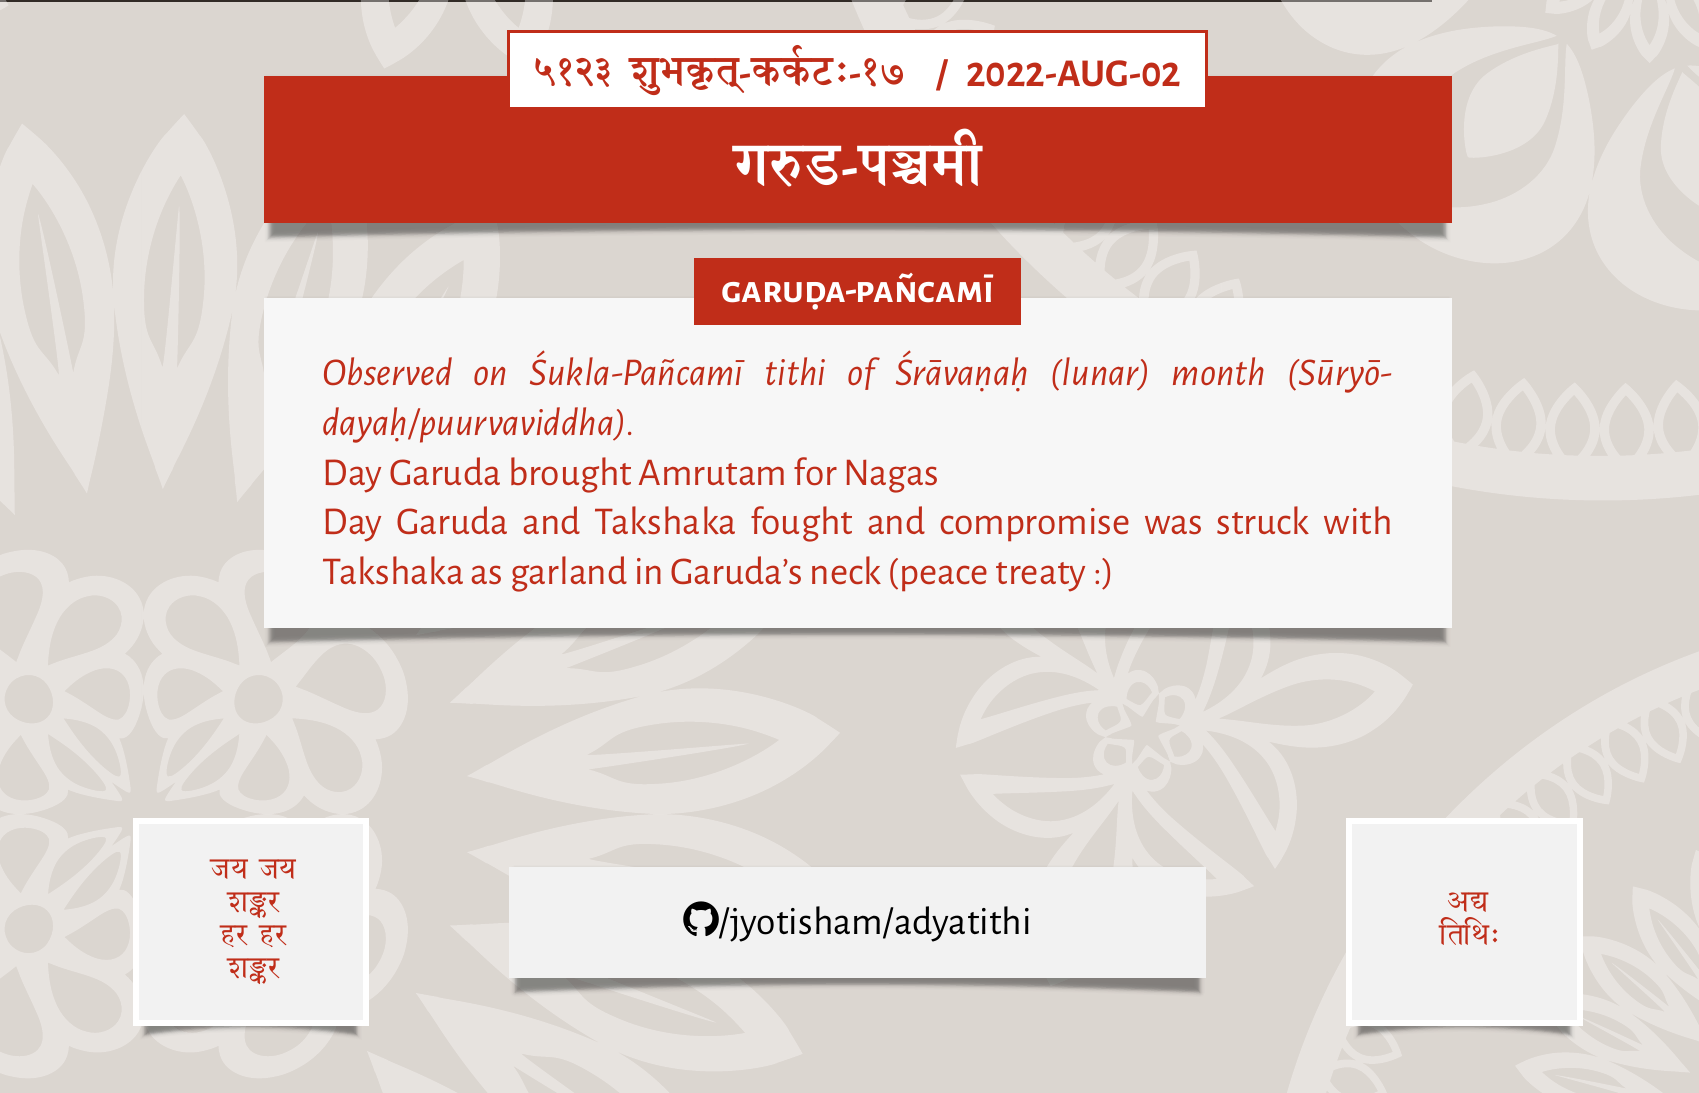 ५१२३ शुभकृत्-कर्कटः-१७ / 2022-AUG-02
गरुड-पञ्चमी
GARUḌA-PAÑCAMĪ
Observed on Śukla-Pañcamī tithi of Śrāvaṇaḥ (lunar) month (Sūryō-
dayaḥ/puurvaviddha).
Day Garuda brought Amrutam for Nagas
Day Garuda and Takshaka fought and compromise was struck with
Takshaka as garland in Garuda’s neck (peace treaty :)
जय जय
शङ्कर
हर हर
शङ्कर
/jyotisham/adyatithi
अद्य
तिथिः